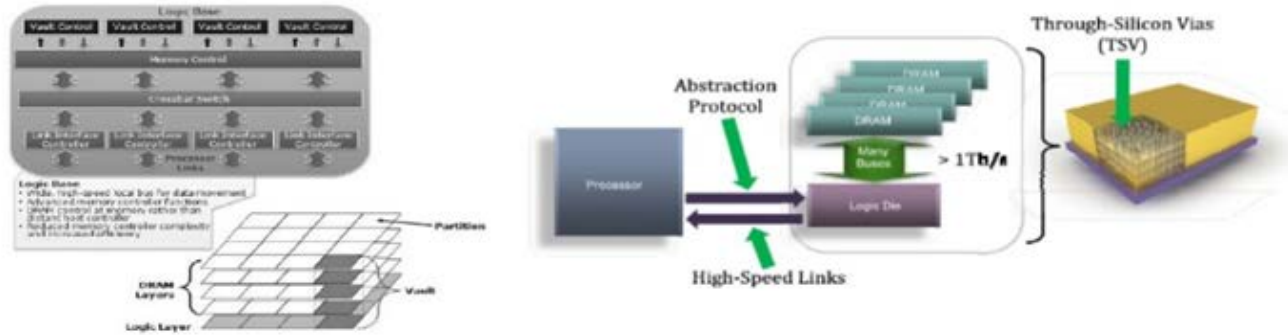 Logic Base
Vault Control Vault Control Vault Control Vault Control
Memory Control
Crossbar Switch
Link Interface Controller Link Interface Controller Link Interface Controller Link Interface Controller
Processor
Links
Logic Base
• Wide, high-speed local bus for data movement
• Advanced memory controller functions
• DRAM control at memory rather than
distant host controller
• Reduced memory controller complexity
and increased efficiency
Partition
DRAM
Layers
Vault
Logic Layer
Abstraction
Protocol
Processor
High-Speed Links
DRAM
DRAM
DRAM
DRAM
Many
Buses
> 1Tb/s
Logic Die
Through-Silicon Vias
(TSV)